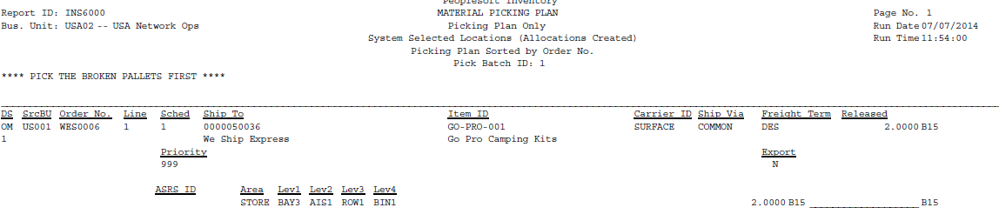 Peoplesoft Inventory
Report ID: INS6000 MATERIAL PICKING PLAN Page No. 1
Bus. Unit: USA02 -- USA Network Ops Picking Plan Only Run Date 07/07/2014
System Selected Locations (Allocations Created) Run Time 11:54:00
Picking Plan Sorted by Order No.
Pick Batch ID: 1
**** PICK THE BROKEN PALLETS FIRST ****
DS SrcBU Order No. Line Sched Ship To Item ID Carrier ID Ship Via Freight Term Released
OM US001 WES0006 1 1 0000050036 GO-PRO-001 SURFACE COMMON DES 2.0000 B15
1 We Ship Express Go Pro Camping Kits
Priority Export
999 N
ASRS ID Area Lev1 Lev2 Lev3 Lev4
STORE BAY3 AIS1 ROW1 BIN1 2.0000 B15 ____________________ B15